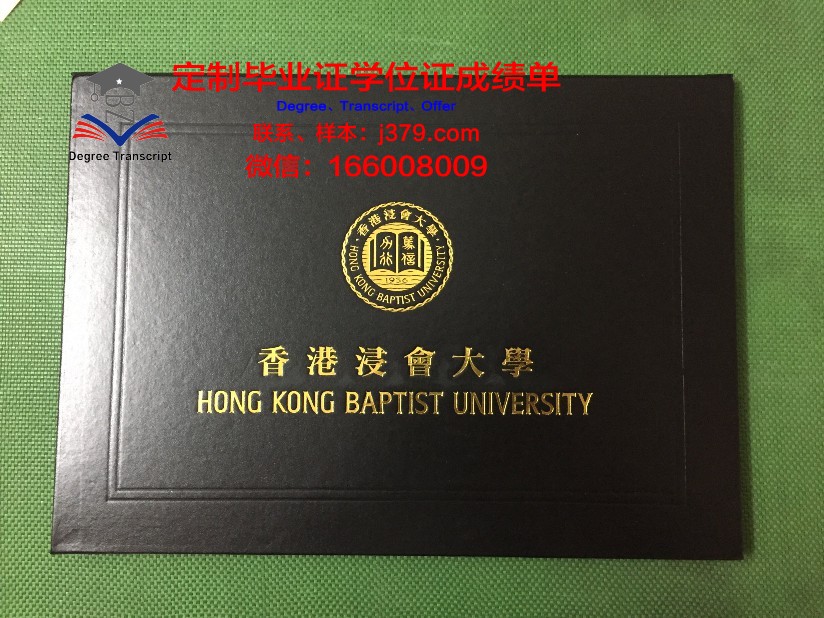 定制毕业证学位证成绩单
Degree、Transcript、Offer
联系、样本：j379.com
微信：166008009
Degree Transcript
香港浸會大學
HONG KONG BAPTIST UNIVERSITY
1956
香港浸會大學
HONG KONG BAPTIST UNIVERSITY